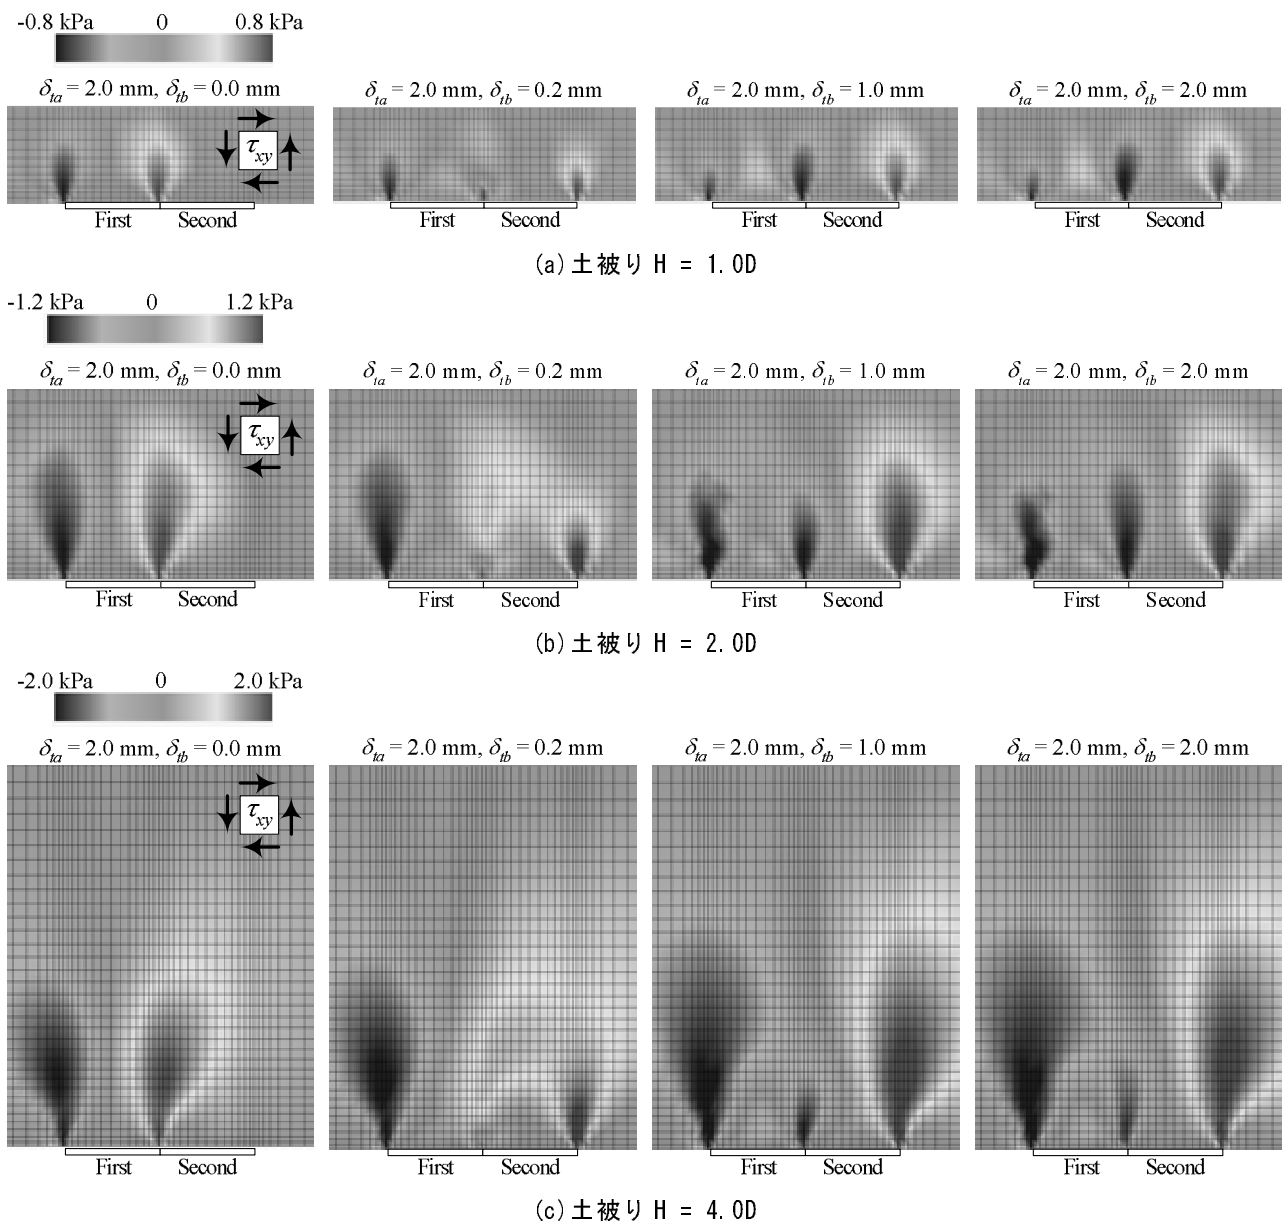 -0.8 kPa 0 0.8 kPa
δta = 2.0 mm, δtb = 0.0 mm
δta = 2.0 mm, δtb = 0.2 mm
δta = 2.0 mm, δtb = 1.0 mm
δta = 2.0 mm, δtb = 2.0 mm
τxy
First Second
First Second
First Second
First Second
(a) 土被り H = 1.0D
-1.2 kPa 0 1.2 kPa
δta = 2.0 mm, δtb = 0.0 mm
δta = 2.0 mm, δtb = 0.2 mm
δta = 2.0 mm, δtb = 1.0 mm
δta = 2.0 mm, δtb = 2.0 mm
τxy
First Second
First Second
First Second
First Second
(b) 土被り H = 2.0D
-2.0 kPa 0 2.0 kPa
δta = 2.0 mm, δtb = 0.0 mm
δta = 2.0 mm, δtb = 0.2 mm
δta = 2.0 mm, δtb = 1.0 mm
δta = 2.0 mm, δtb = 2.0 mm
τxy
First Second
First Second
First Second
First Second
(c) 土被り H = 4.0D